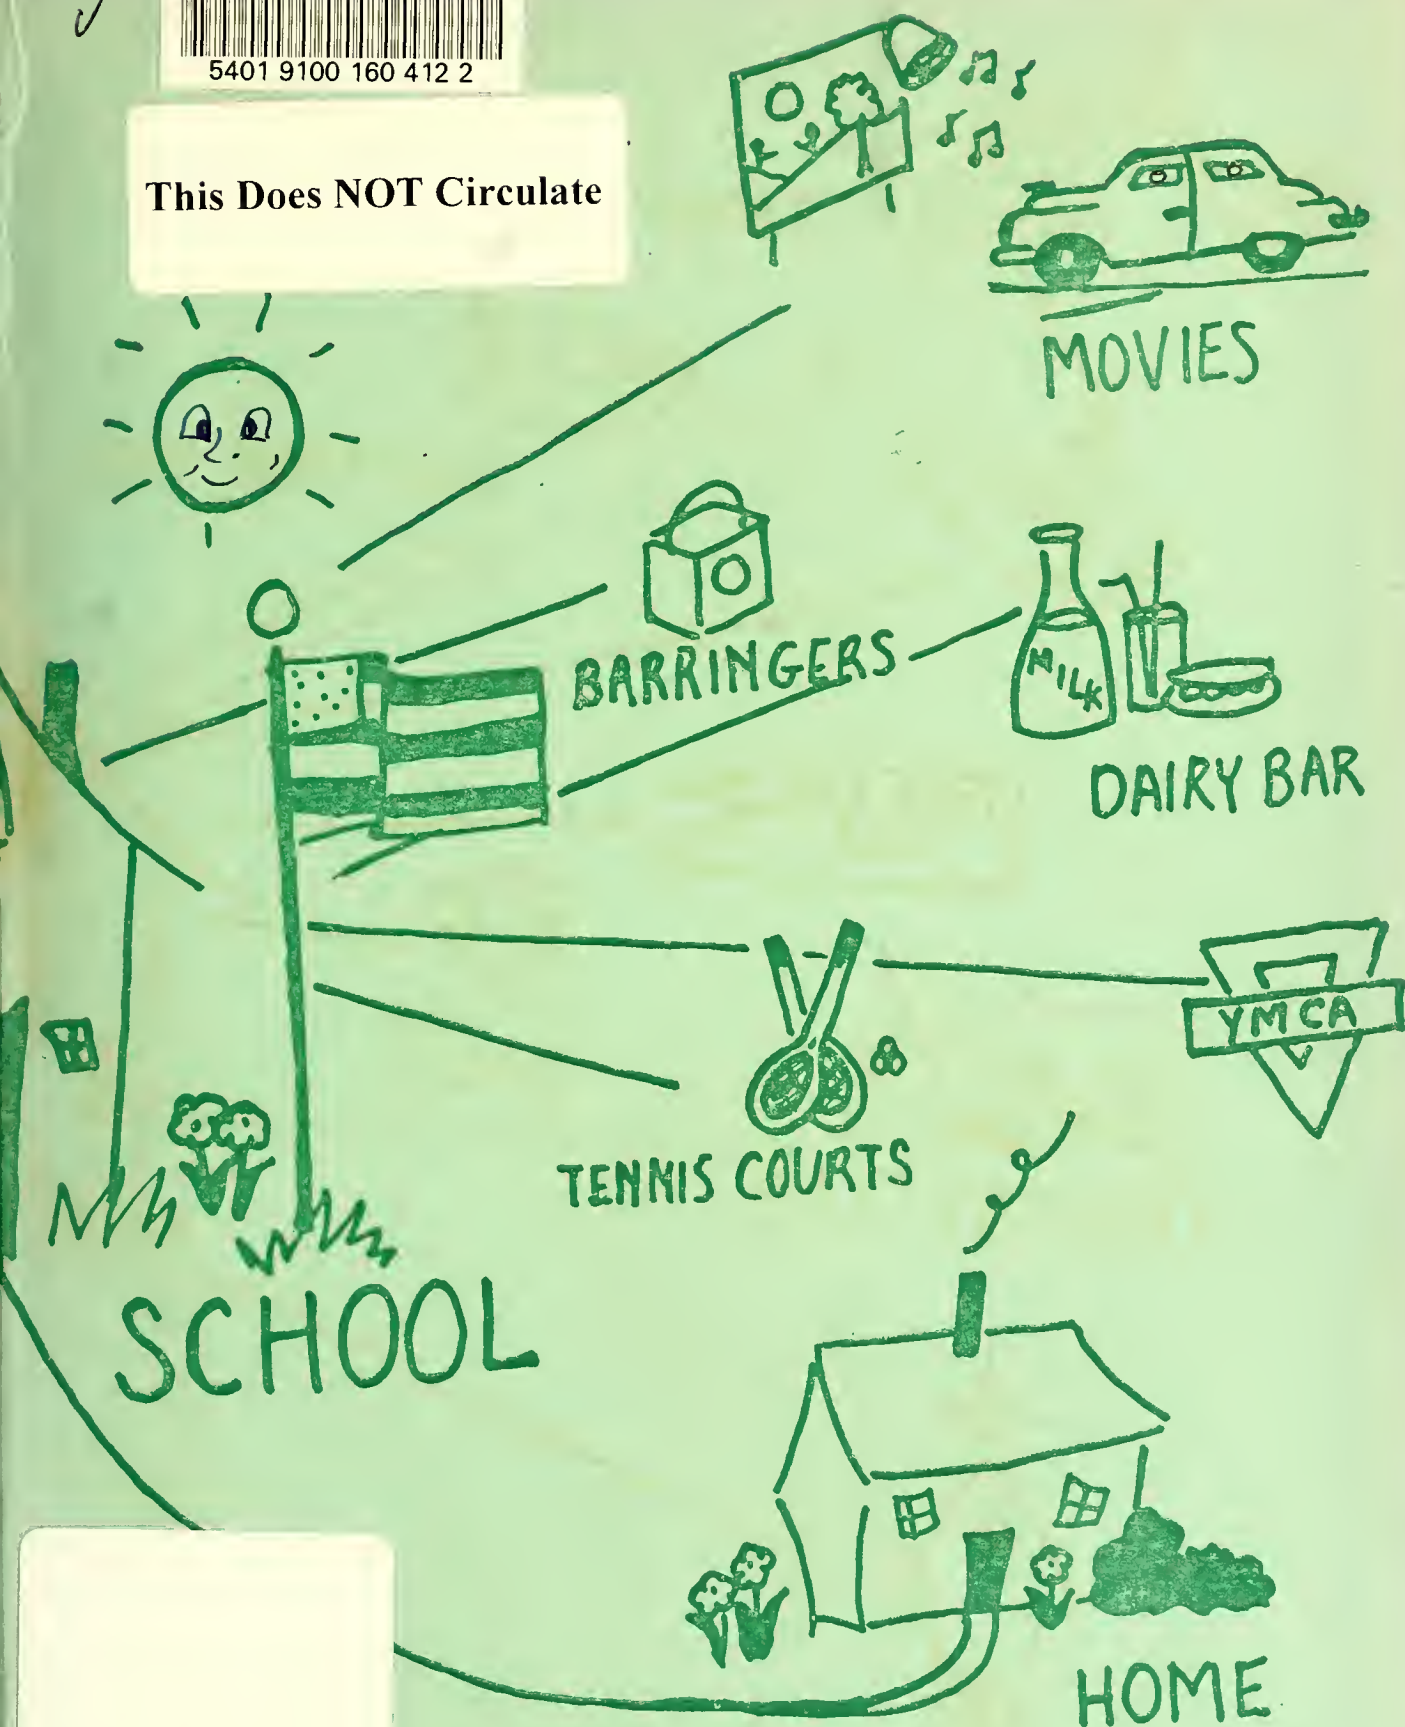 5401 9100 160 412 2
This Does NOT Circulate
MOVIES
BARRINGERS
MILK
DAIRY BAR
YMCA
TENNIS COURTS
SCHOOL
HOME